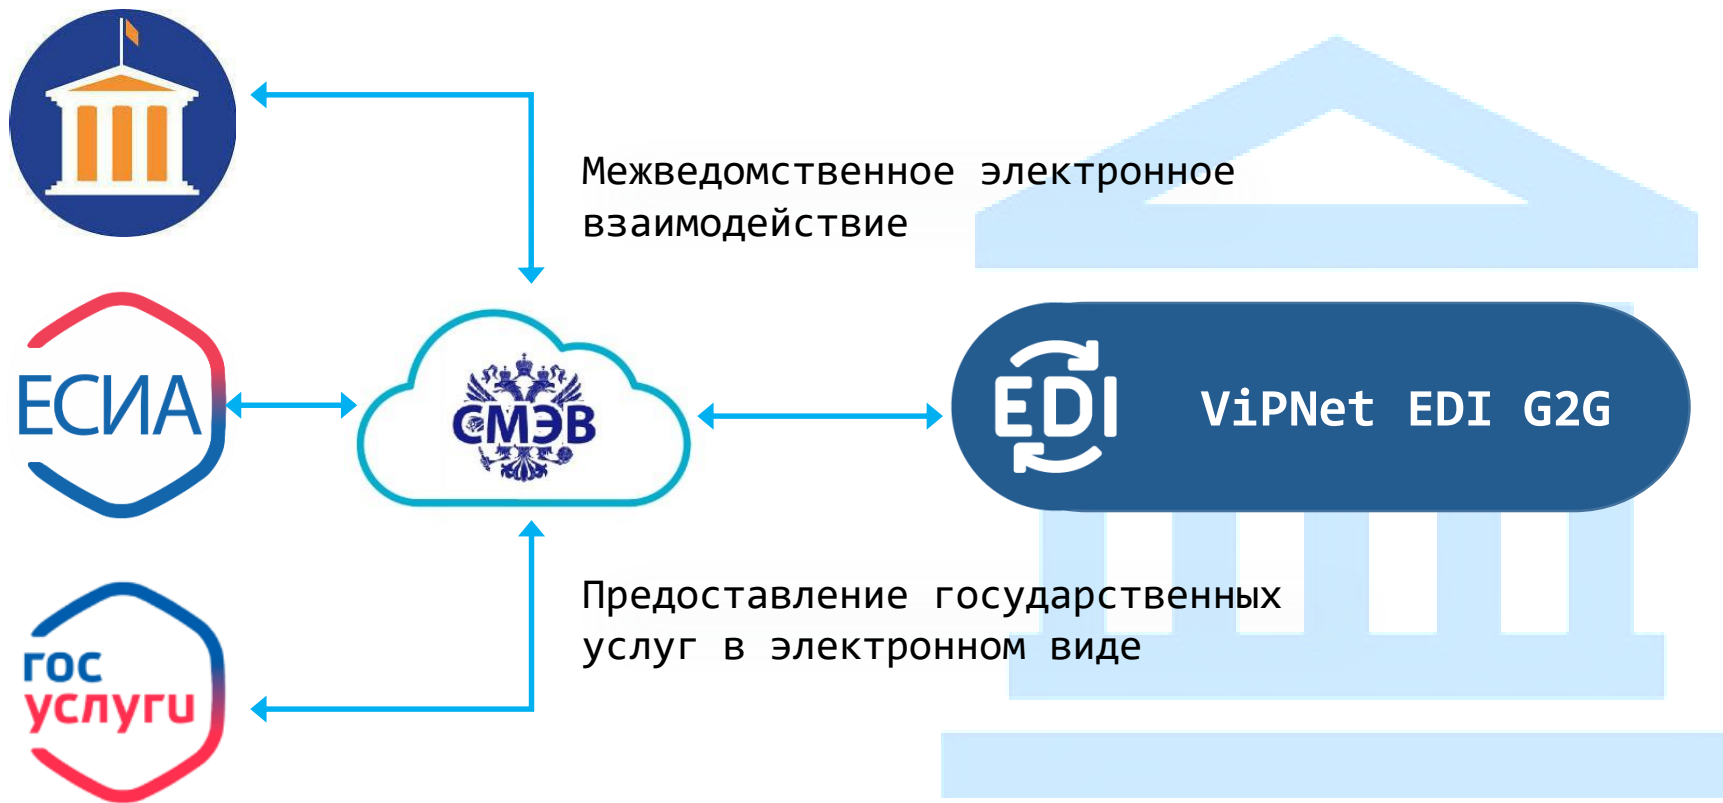 Межведомственное электронное
взаимодействие
ЕСИА
СМЭВ
EDI
ViPNet EDI G2G
Предоставление государственных
услуг в электронном виде
гос
услуги